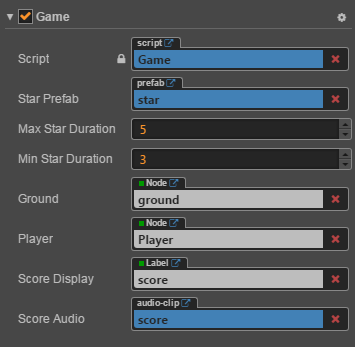 Game
script
Script Game
prefab
Star Prefab star
Max Star Duration 5
Min Star Duration 3
Node
Ground ground
Node
Player Player
Label
Score Display score
audio-clip
Score Audio score